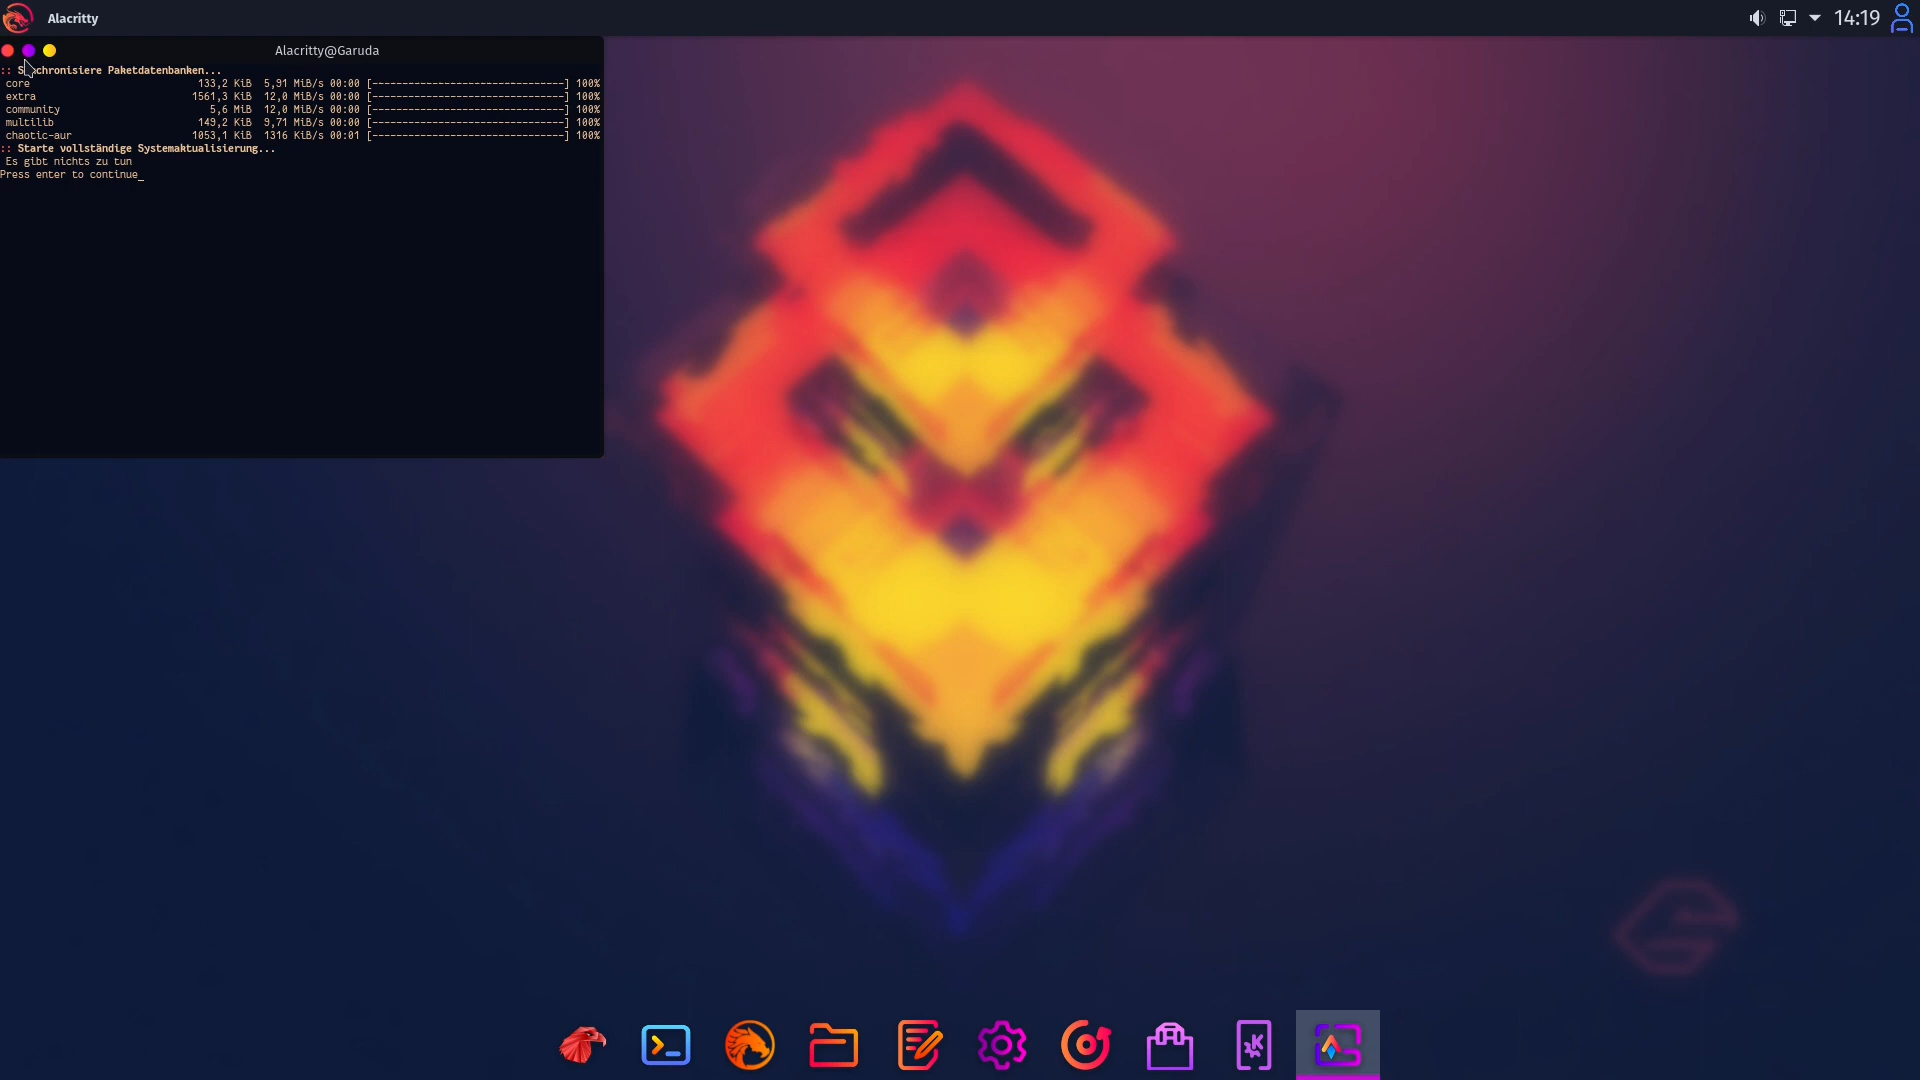 Alacritty
14:19
Alacritty@Garuda
:: Synchronisiere Paketdatenbanken...
core 133,2 KiB 5,91 MiB/s 00:00 [--------------------------------] 100%
extra 1561,3 KiB 12,0 MiB/s 00:00 [--------------------------------] 100%
community 5,6 MiB 12,0 MiB/s 00:00 [--------------------------------] 100%
multilib 149,2 KiB 9,71 MiB/s 00:00 [--------------------------------] 100%
chaotic-aur 1053,1 KiB 1316 KiB/s 00:01 [--------------------------------] 100%
:: Starte vollständige Systemaktualisierung...
Es gibt nichts zu tun
Press enter to continue_